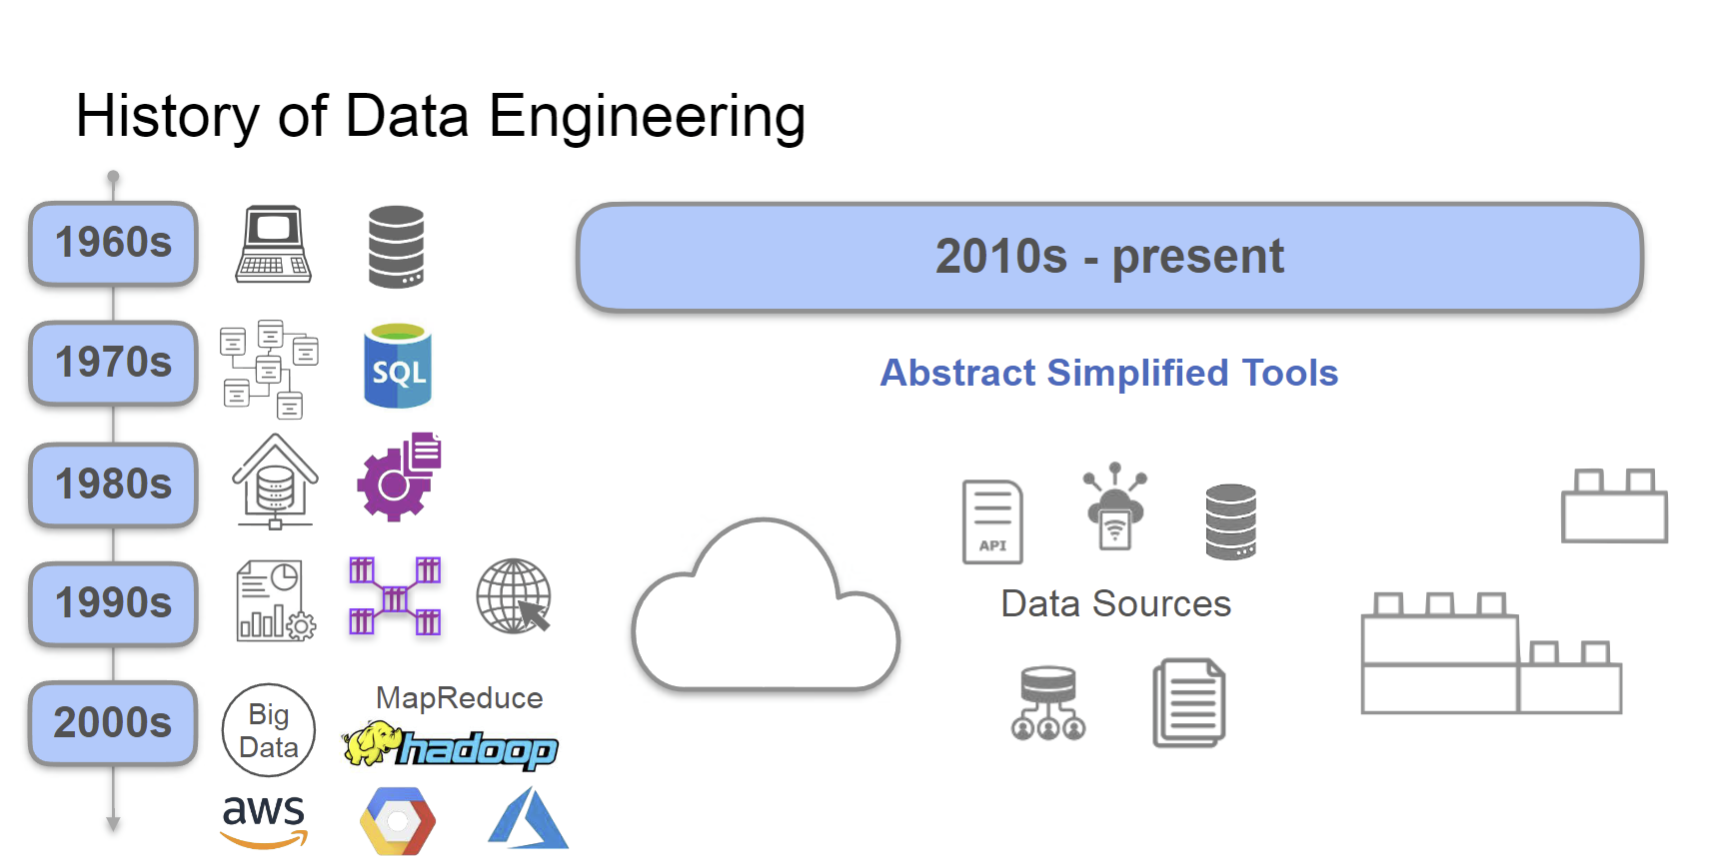 History of Data Engineering
1960s
1970s
SQL
1980s
1990s
2000s
Big
Data
MapReduce
hadoop
aws
2010s - present
Abstract Simplified Tools
API
Data Sources